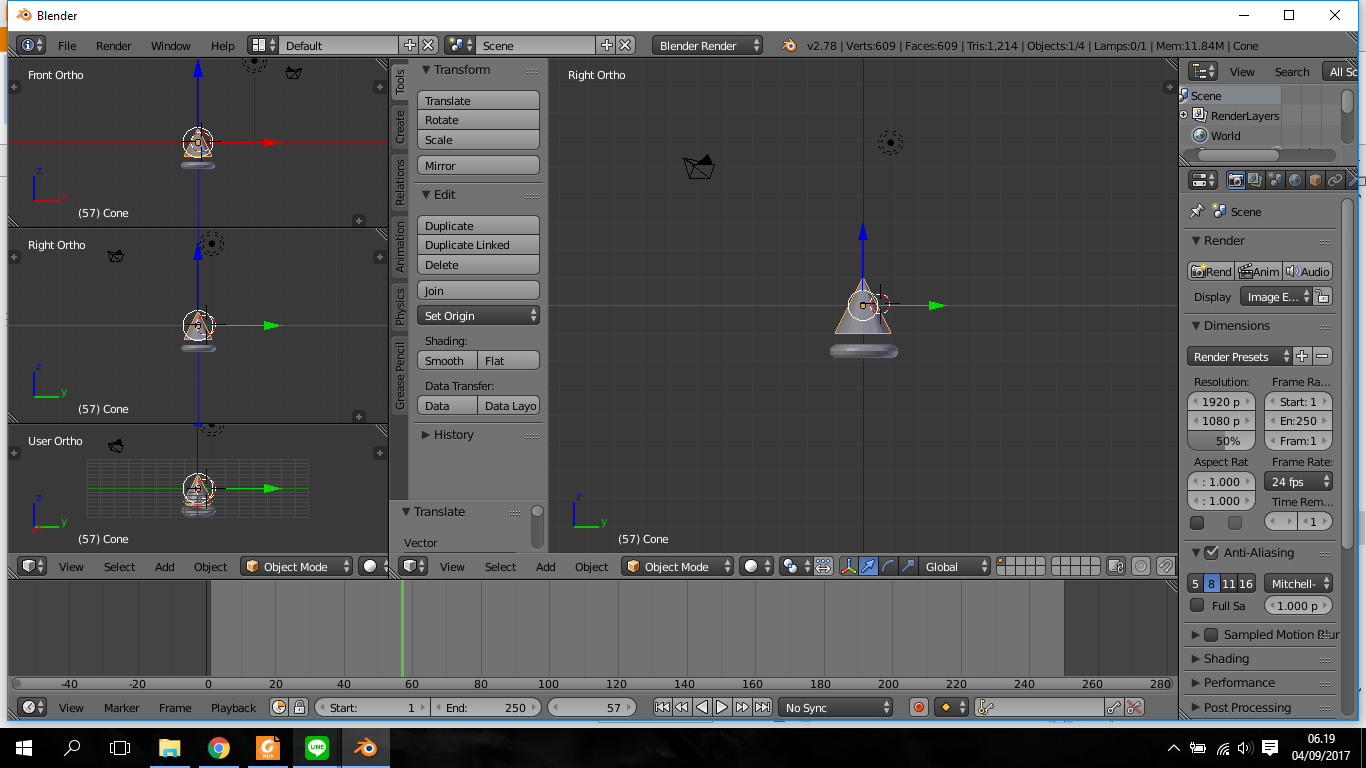 Blender
File Render Window Help Default Scene Blender Render v2.78 | Verts:609 | Faces:609 | Tris:1,214 | Objects:1/4 | Lamps:0/1 | Mem:11.84M | Cone
Front Ortho
z
x
(57) Cone
Right Ortho
z
y
(57) Cone
User Ortho
z
y
(57) Cone
View Select Add Object Object Mode
Tools
Create
Relations
Animation
Physics
Grease Pencil
Transform
Translate
Rotate
Scale
Mirror
Edit
Duplicate
Duplicate Linked
Delete
Join
Set Origin
Shading:
Smooth Flat
Data Transfer:
Data Data Layo
History
Translate
Vector
Right Ortho
z
y
(57) Cone
View Select Add Object Object Mode Global
View Search All Sc
Scene
RenderLayers
World
Scene
Render
Rend Anim Audio
Display Image E...
Dimensions
Render Presets
Resolution: Frame Ra...
1920 p Start: 1
1080 p En:250
50% Fram:1
Aspect Rat Frame Rate:
: 1.000 24 fps
: 1.000 Time Rem...
1
Anti-Aliasing
5 8 11 16 Mitchell-
Full Sa 1.000 p
Sampled Motion Blur
Shading
Performance
Post Processing
-40 -20 0 20 40 60 80 100 120 140 160 180 200 220 240 260 280
View Marker Frame Playback Start: 1 End: 250 57 No Sync
PDF
LINE
06.19
04/09/2017